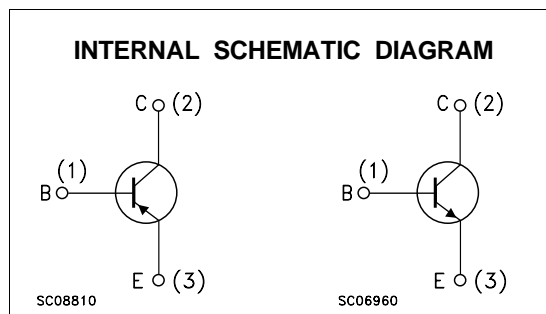 INTERNAL SCHEMATIC DIAGRAM
C (2)
(1)
B
E (3)
SC08810
C (2)
(1)
B
E (3)
SC06960